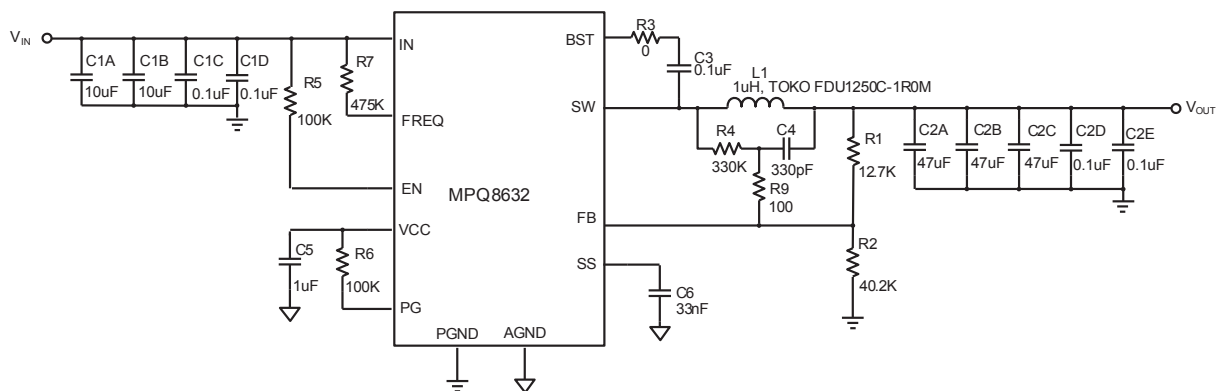 VIN
C1A
10uF
C1B
10uF
C1C
0.1uF
C1D
0.1uF
R5
100K
R7
475K
IN
FREQ
EN
VCC
PG
PGND
AGND
MPQ8632
BST
SW
FB
SS
C5
1uF
R6
100K
R3
0
C3
0.1uF
L1
1uH, TOKO FDU1250C-1R0M
R4
330K
C4
330pF
R9
100
R1
12.7K
R2
40.2K
C6
33nF
C2A
47uF
C2B
47uF
C2C
47uF
C2D
0.1uF
C2E
0.1uF
VOUT